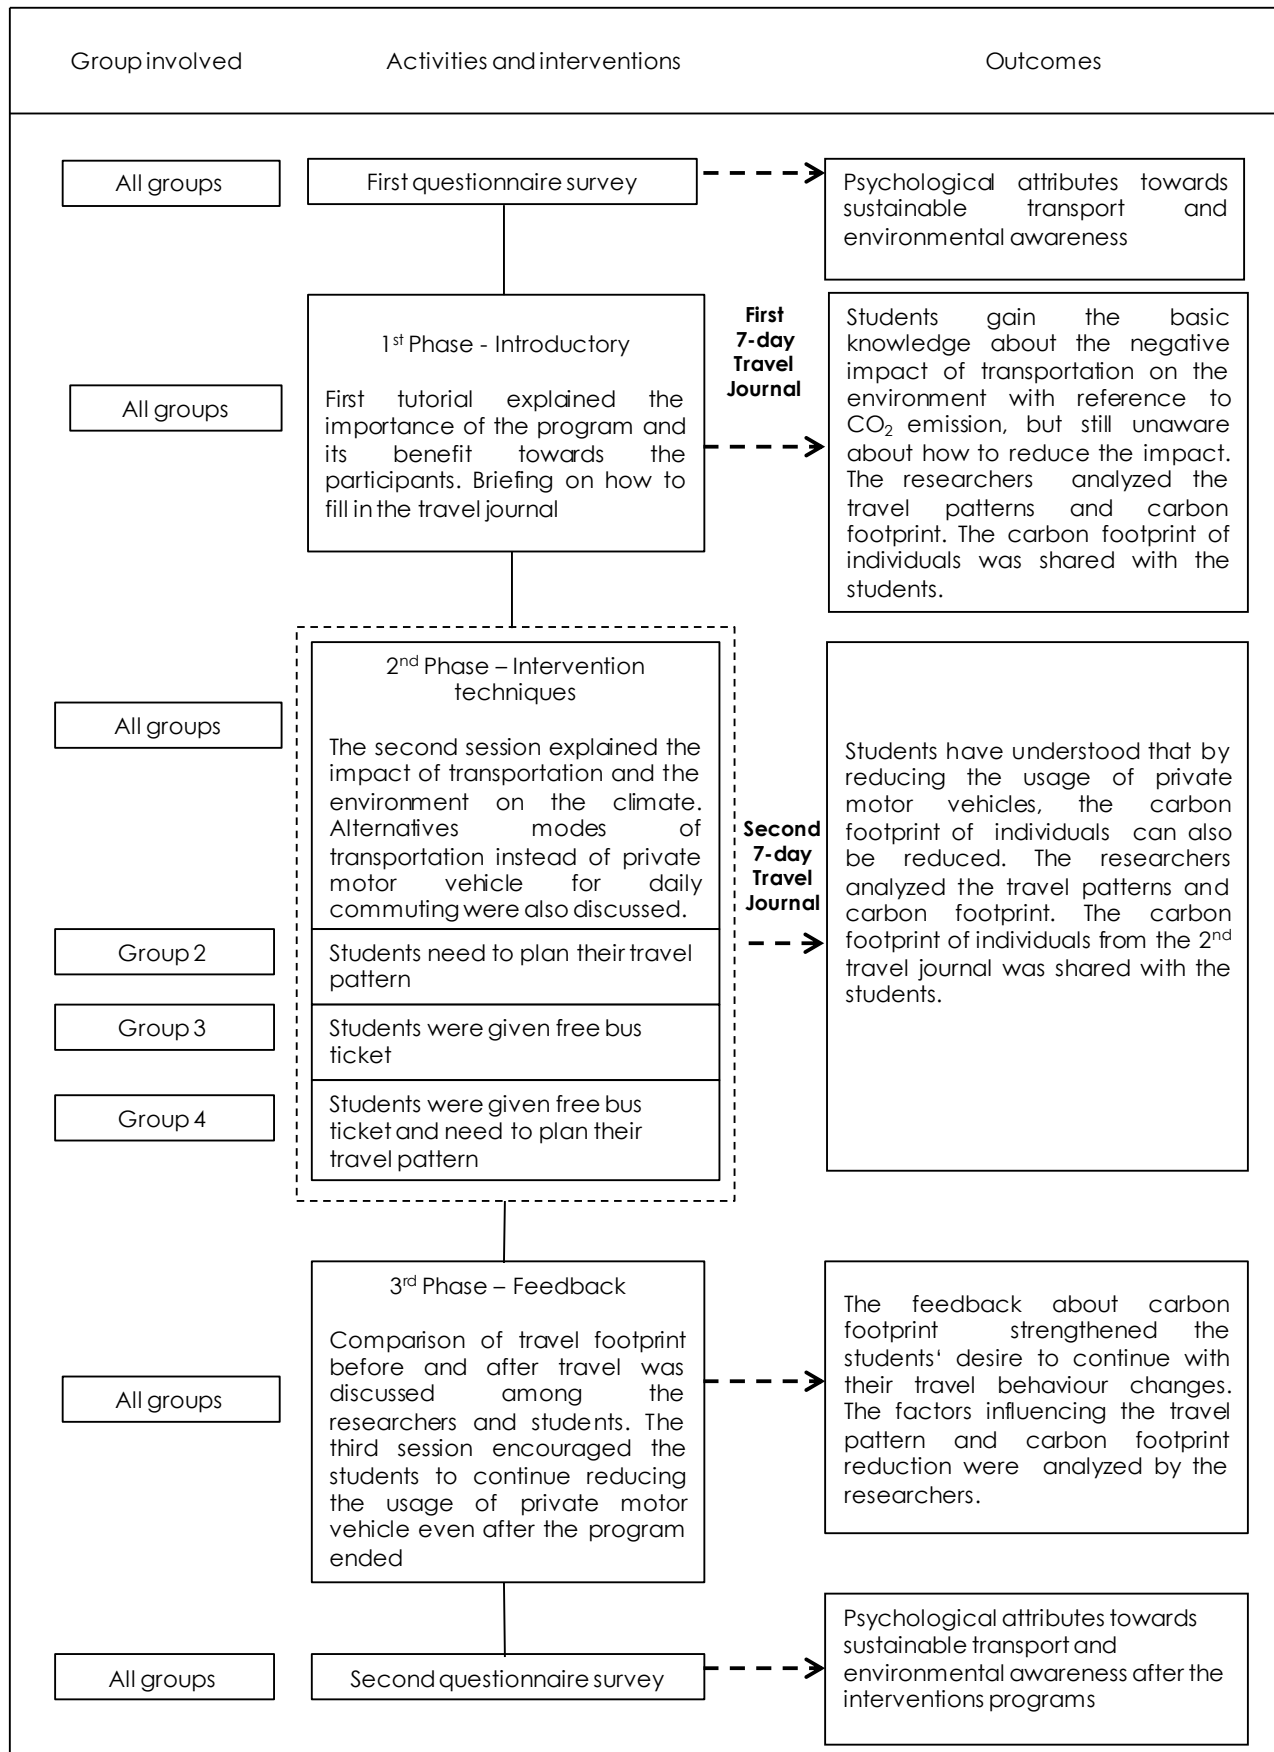 Group involved
Activities and interventions
Outcomes
All groups
First questionnaire survey
Psychological attributes towards
sustainable transport and
environmental awareness
All groups
1st Phase - Introductory
First tutorial explained the
importance of the program and
its benefit towards the
participants. Briefing on how to
fill in the travel journal
First
7-day
Travel
Journal
Students gain the basic
knowledge about the negative
impact of transportation on the
environment with reference to
CO2 emission, but still unaware
about how to reduce the impact.
The researchers analyzed the
travel patterns and carbon
footprint. The carbon footprint of
individuals was shared with the
students.
All groups
2nd Phase – Intervention
techniques
The second session explained the
impact of transportation and the
environment on the climate.
Alternatives modes of
transportation instead of private
motor vehicle for daily
commuting were also discussed.
Group 2
Students need to plan their travel
pattern
Group 3
Students were given free bus
ticket
Group 4
Students were given free bus
ticket and need to plan their
travel pattern
Second
7-day
Travel
Journal
Students have understood that by
reducing the usage of private
motor vehicles, the carbon
footprint of individuals can also
be reduced. The researchers
analyzed the travel patterns and
carbon footprint. The carbon
footprint of individuals from the 2nd
travel journal was shared with the
students.
All groups
3rd Phase – Feedback
Comparison of travel footprint
before and after travel was
discussed among the
researchers and students. The
third session encouraged the
students to continue reducing
the usage of private motor
vehicle even after the program
ended
The feedback about carbon
footprint strengthened the
students‘ desire to continue with
their travel behaviour changes.
The factors influencing the travel
pattern and carbon footprint
reduction were analyzed by the
researchers.
All groups
Second questionnaire survey
Psychological attributes towards
sustainable transport and
environmental awareness after the
interventions programs